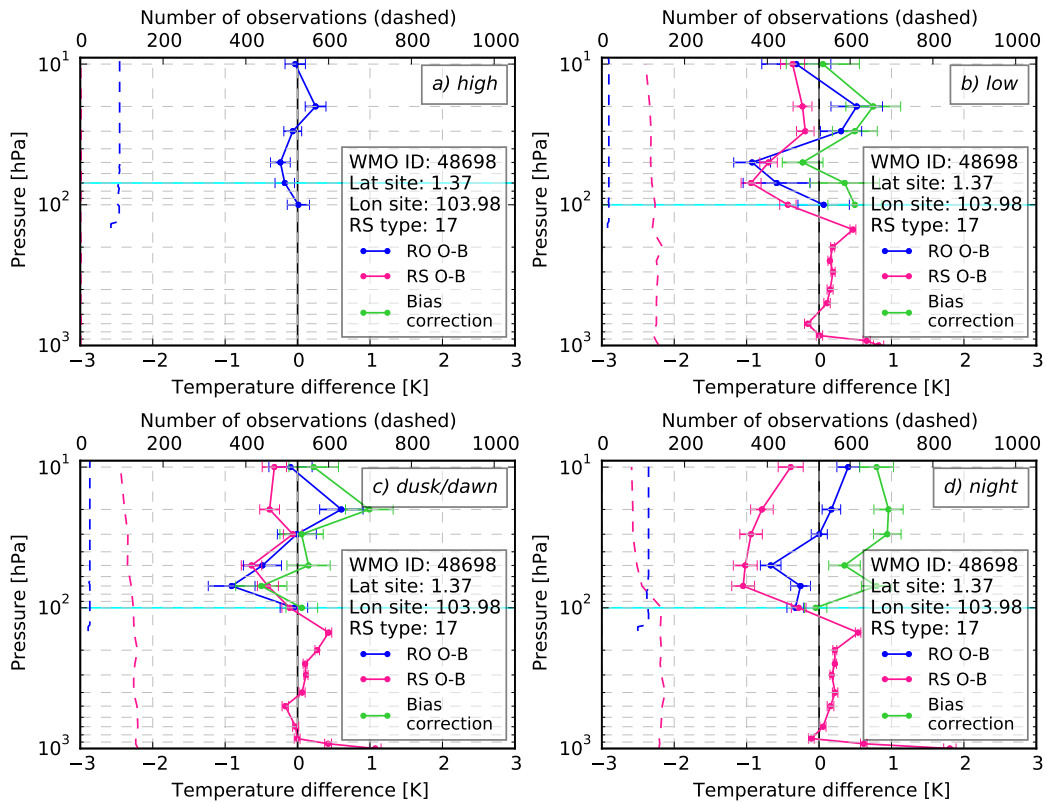 Number of observations (dashed)
0 200 400 600 800 1000
a) high
10^1
10^2
10^3
Pressure [hPa]
WMO ID: 48698
Lat site: 1.37
Lon site: 103.98
RS type: 17
RO O-B
RS O-B
Bias
correction
−3 −2 −1 0 1 2 3
Temperature difference [K]
Number of observations (dashed)
0 200 400 600 800 1000
b) low
10^1
10^2
10^3
Pressure [hPa]
WMO ID: 48698
Lat site: 1.37
Lon site: 103.98
RS type: 17
RO O-B
RS O-B
Bias
correction
−3 −2 −1 0 1 2 3
Temperature difference [K]
Number of observations (dashed)
0 200 400 600 800 1000
c) dusk/dawn
10^1
10^2
10^3
Pressure [hPa]
WMO ID: 48698
Lat site: 1.37
Lon site: 103.98
RS type: 17
RO O-B
RS O-B
Bias
correction
−3 −2 −1 0 1 2 3
Temperature difference [K]
Number of observations (dashed)
0 200 400 600 800 1000
d) night
10^1
10^2
10^3
Pressure [hPa]
WMO ID: 48698
Lat site: 1.37
Lon site: 103.98
RS type: 17
RO O-B
RS O-B
Bias
correction
−3 −2 −1 0 1 2 3
Temperature difference [K]